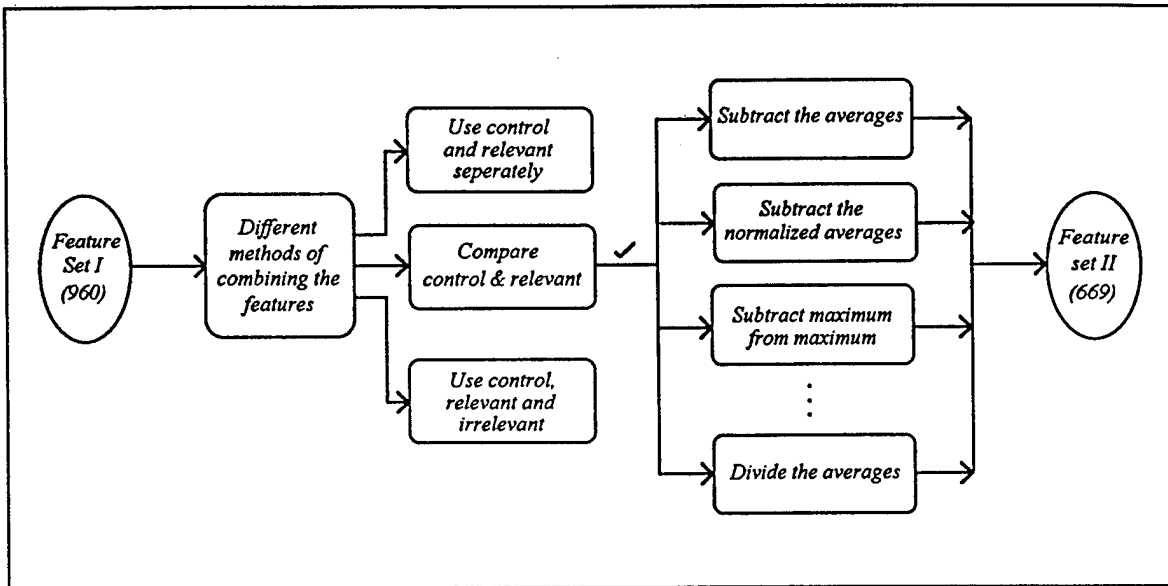 Feature
Set I
(960)
Different
methods of
combining the
features
Use control
and relevant
seperately
Compare
control & relevant
Use control,
relevant and
irrelevant
Subtract the averages
Subtract the
normalized averages
Subtract maximum
from maximum
Divide the averages
Feature
set II
(669)